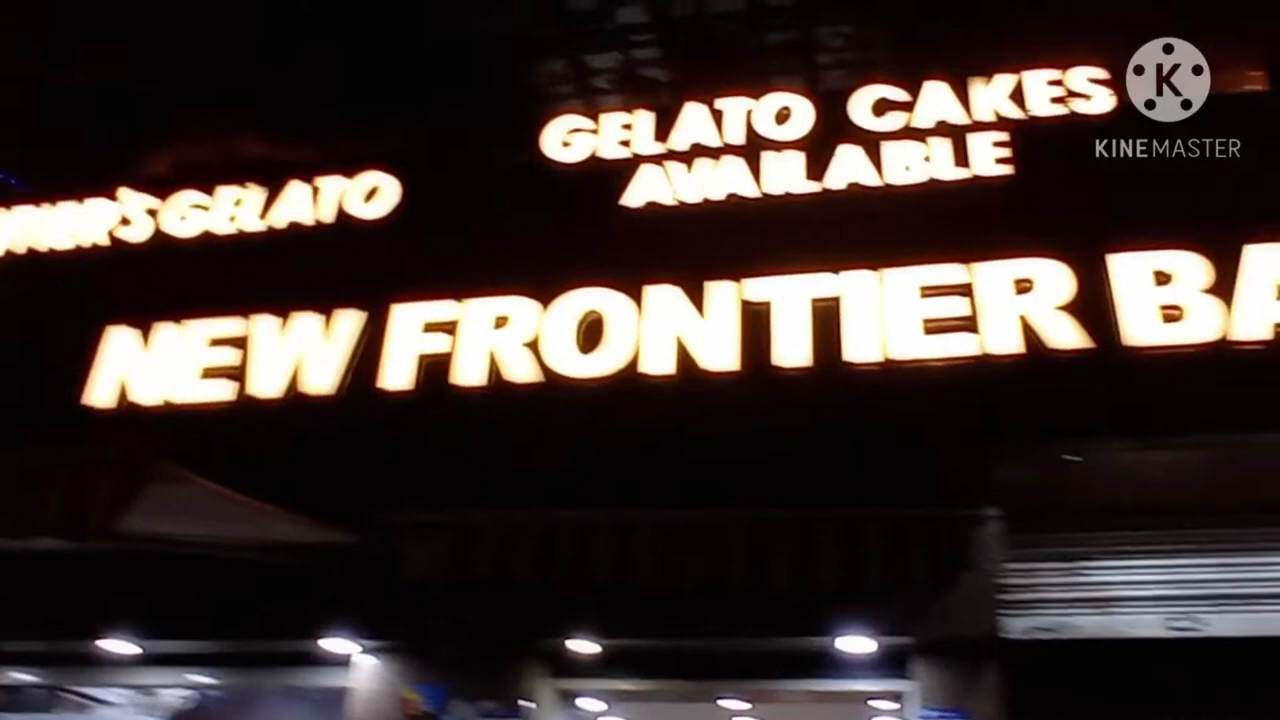 GELATO CAKES
AVAILABLE
GELATO
NEW FRONTIER
K
KINEMASTER